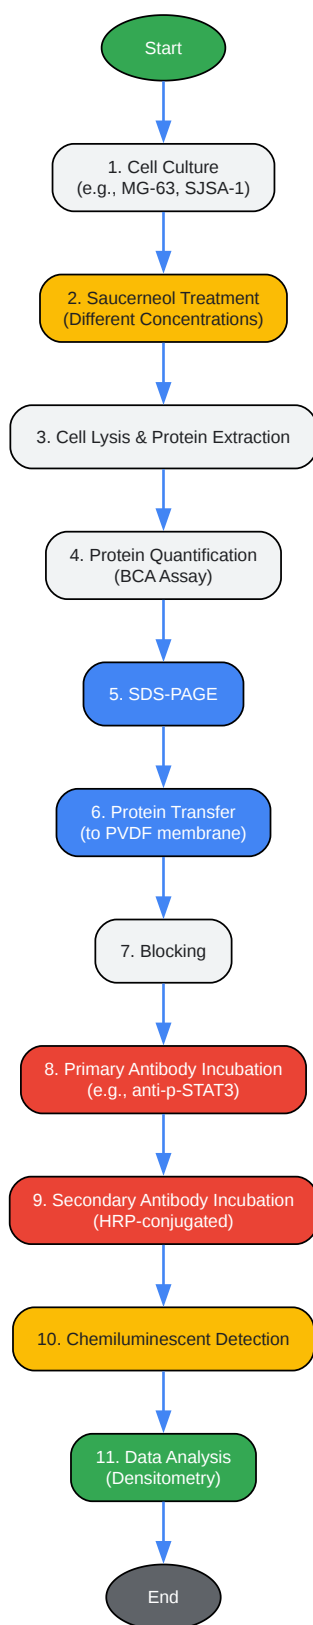 Start
1. Cell Culture
(e.g., MG-63, SJSA-1)
2. Saucerneol Treatment
(Different Concentrations)
3. Cell Lysis & Protein Extraction
4. Protein Quantification
(BCA Assay)
5. SDS-PAGE
6. Protein Transfer
(to PVDF membrane)
7. Blocking
8. Primary Antibody Incubation
(e.g., anti-p-STAT3)
9. Secondary Antibody Incubation
(HRP-conjugated)
10. Chemiluminescent Detection
11. Data Analysis
(Densitometry)
End